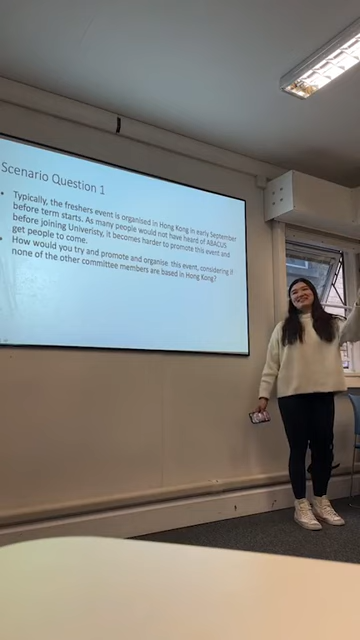 Scenario Question 1
• Typically, the freshers event is organised in Hong Kong in early September
before term starts. As many people would not have heard of ABACUS
before joining Univeristy, it becomes harder to promote this event and
get people to come.
• How would you try and promote and organise this event, considering if
none of the other committee members are based in Hong Kong?